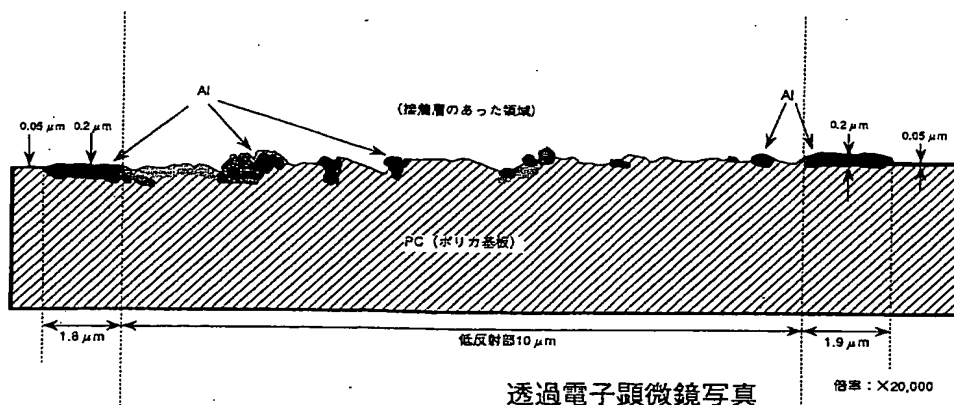 Al
(接着層のあった領域)
Al
0.05 μm
0.2 μm
0.2 μm
0.05 μm
PC (ポリカ基板)
1.8 μm
低反射部10 μm
1.9 μm
透過電子顕微鏡写真
倍率：×20,000